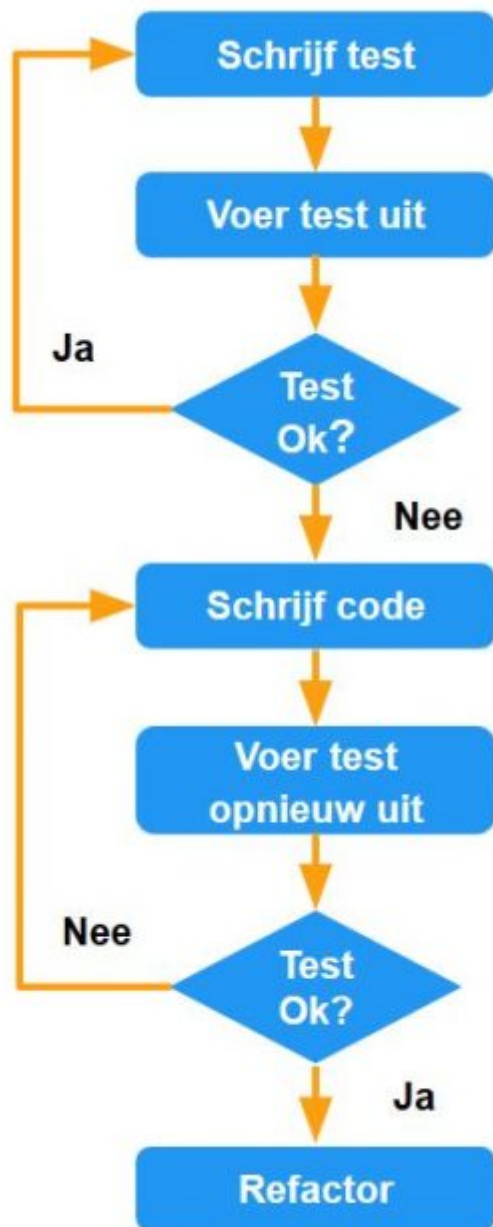 Schrijf test
Voer test uit
Ja
Test
Ok?
Nee
Schrijf code
Voer test
opnieuw uit
Nee
Test
Ok?
Ja
Refactor